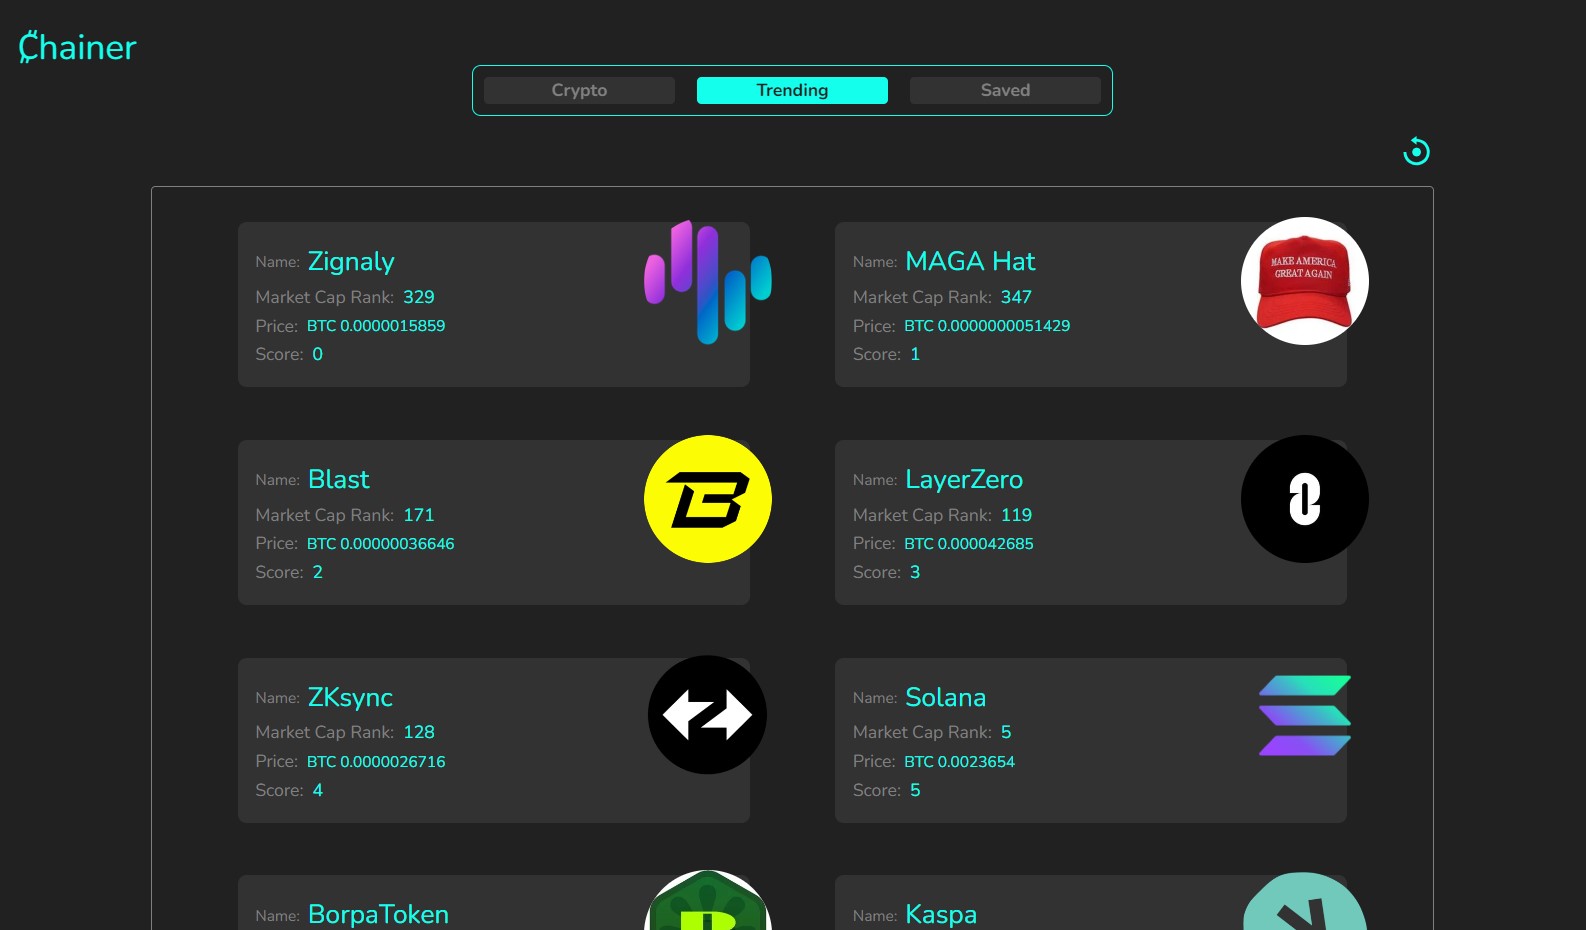 ₿hainer
Crypto
Trending
Saved
Name: Zignaly
Market Cap Rank: 329
Price: BTC 0.0000015859
Score: 0
Name: MAGA Hat
Market Cap Rank: 347
Price: BTC 0.0000000051429
Score: 1
MAKE AMERICA
GREAT AGAIN
Name: Blast
Market Cap Rank: 171
Price: BTC 0.00000036646
Score: 2
Name: LayerZero
Market Cap Rank: 119
Price: BTC 0.000042685
Score: 3
Name: ZKsync
Market Cap Rank: 128
Price: BTC 0.0000026716
Score: 4
Name: Solana
Market Cap Rank: 5
Price: BTC 0.0023654
Score: 5
Name: BorpaToken
Name: Kaspa